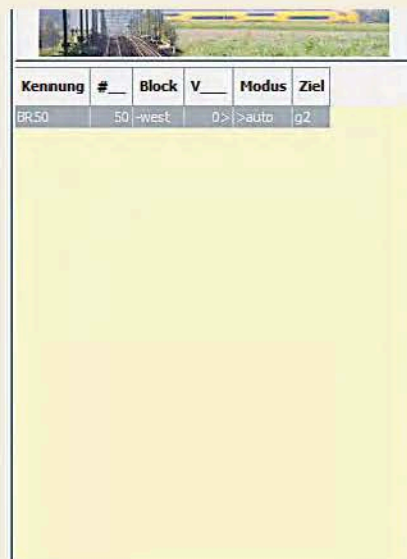 Kennung #__ Block V___ Modus Ziel
BR50 50 -west 0> >auto g2